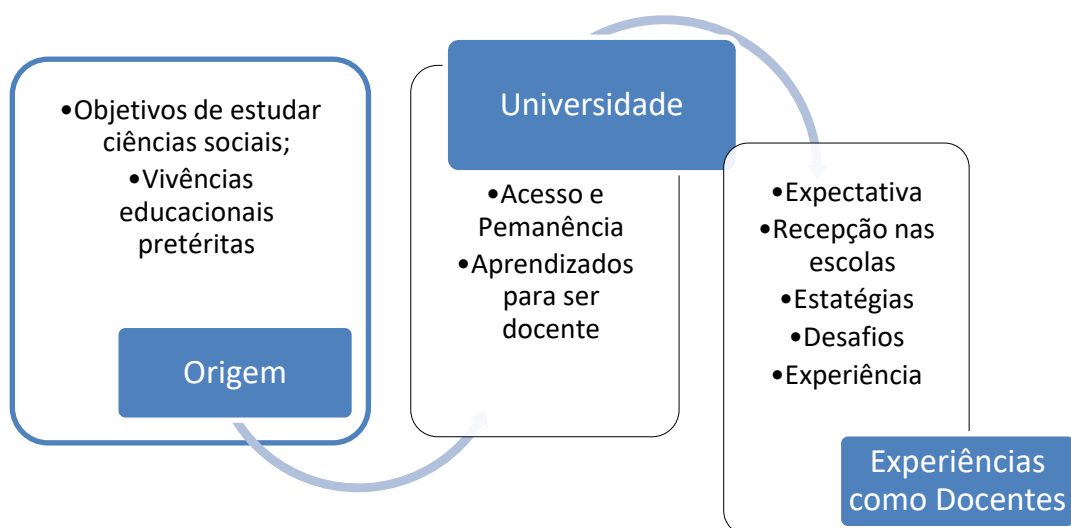 •Objetivos de estudar
ciências sociais;
•Vivências
educacionais
pretéritas
Origem
Universidade
•Acesso e
Pemanência
•Aprendizados
para ser
docente
•Expectativa
•Recepção nas
escolas
•Estatégias
•Desafios
•Experiência
Experiências
como Docentes